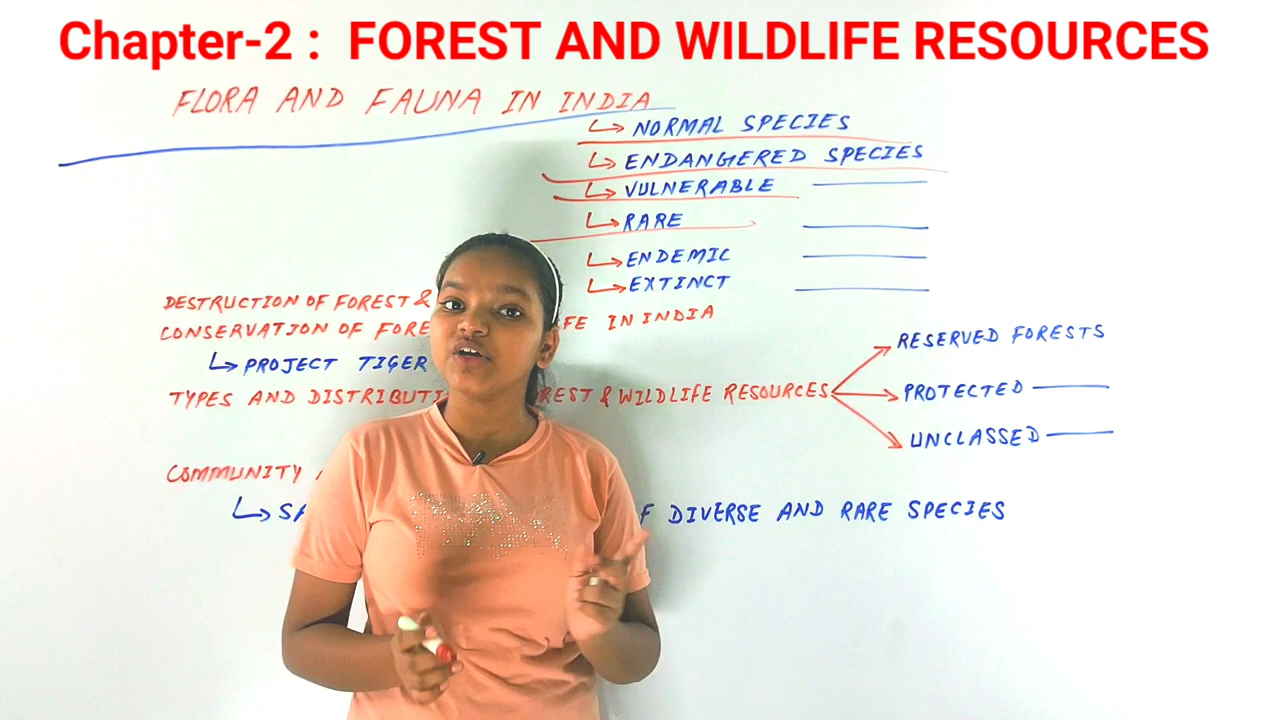 Chapter-2 : FOREST AND WILDLIFE RESOURCES
FLORA AND FAUNA IN INDIA
↳ NORMAL SPECIES
↳ ENDANGERED SPECIES
↳ VULNERABLE
↳ RARE
↳ ENDEMIC
↳ EXTINCT
DESTRUCTION OF FOREST &
CONSERVATION OF FORE FE IN INDIA
↳ PROJECT TIGER
TYPES AND DISTRIBUTI REST & WILDLIFE RESOURCES
RESERVED FORESTS
PROTECTED
UNCLASSED
COMMUNITY
↳ SA F DIVERSE AND RARE SPECIES